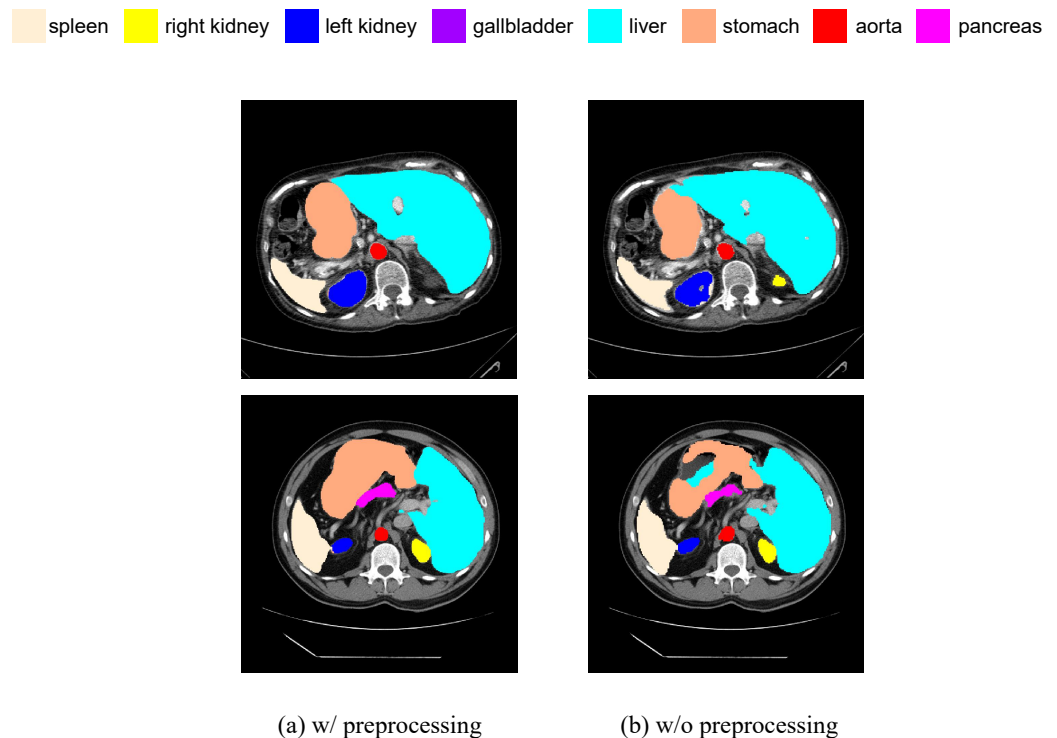 spleen right kidney left kidney gallbladder liver stomach aorta pancreas
(a) w/ preprocessing (b) w/o preprocessing